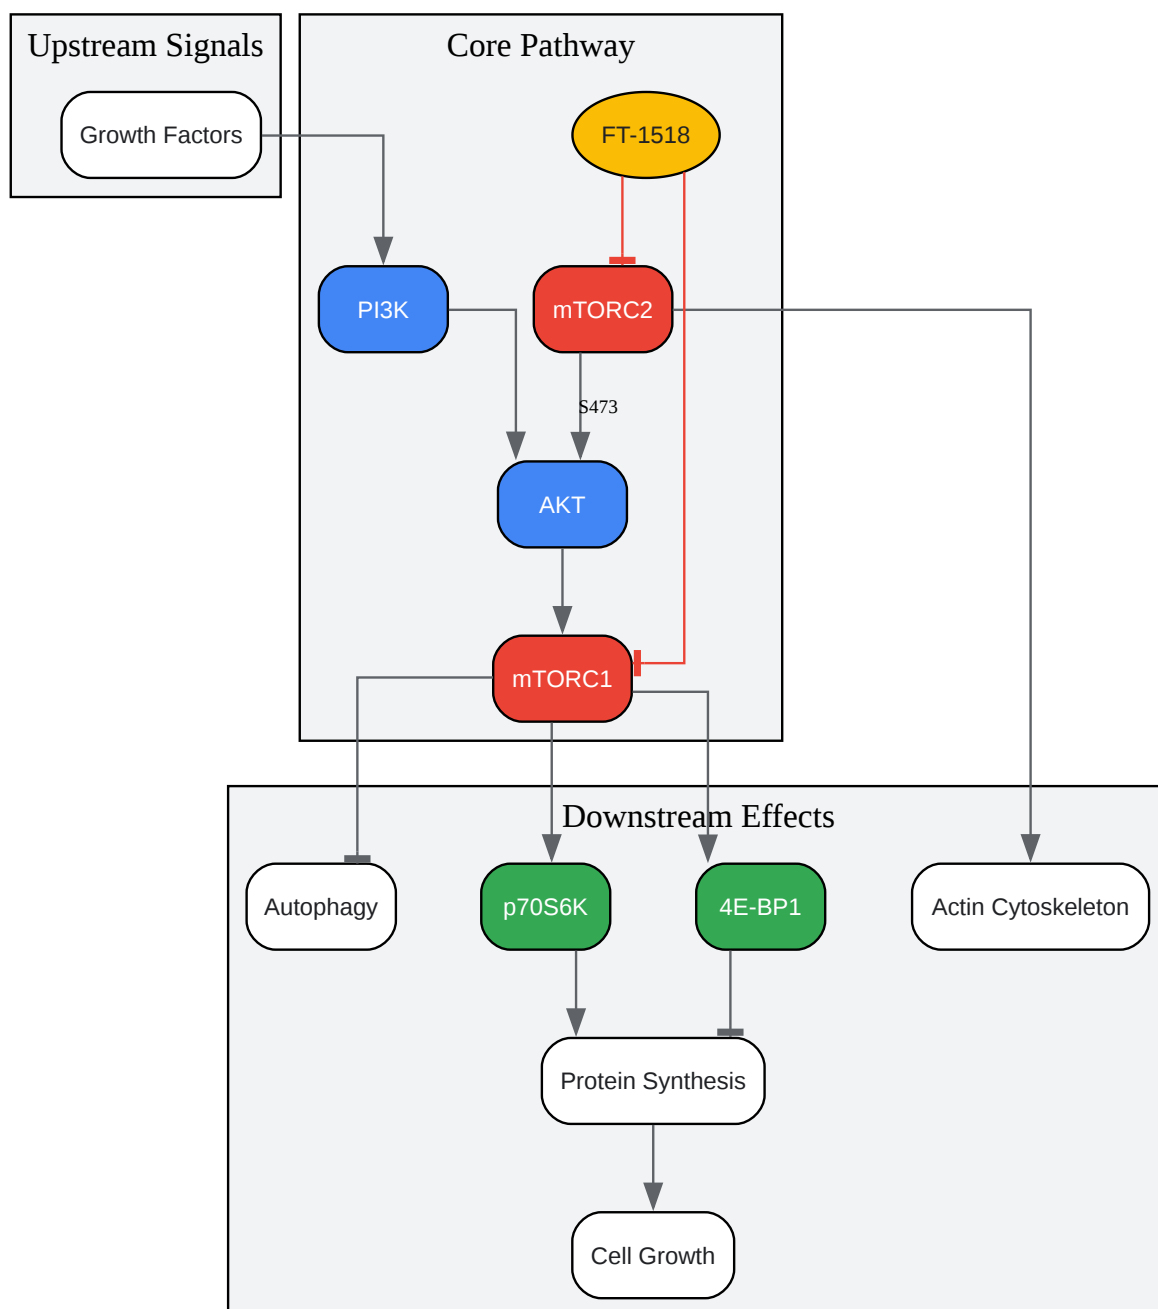 Upstream Signals
Core Pathway
Growth Factors
FT-1518
PI3K
mTORC2
S473
AKT
mTORC1
Downstream Effects
Autophagy
p70S6K
4E-BP1
Actin Cytoskeleton
Protein Synthesis
Cell Growth